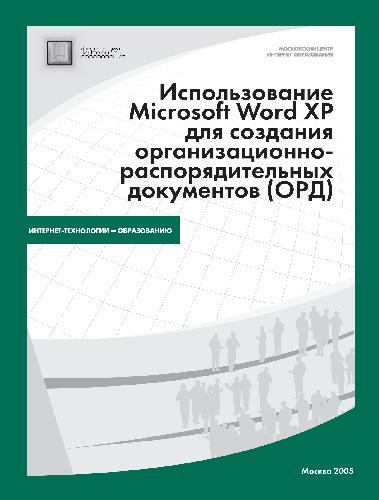 МОСКОВСКИЙ ЦЕНТР
ИНТЕРНЕТ-ОБРАЗОВАНИЯ
Использование
Microsoft Word XP
для создания
организационно-
распорядительных
документов (ОРД)
ИНТЕРНЕТ-ТЕХНОЛОГИИ – ОБРАЗОВАНИЮ
Москва 2005